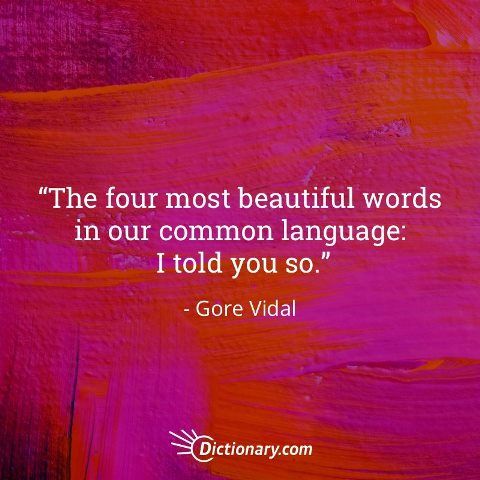 “The four most beautiful words
in our common language:
I told you so.”
- Gore Vidal
Dictionary.com